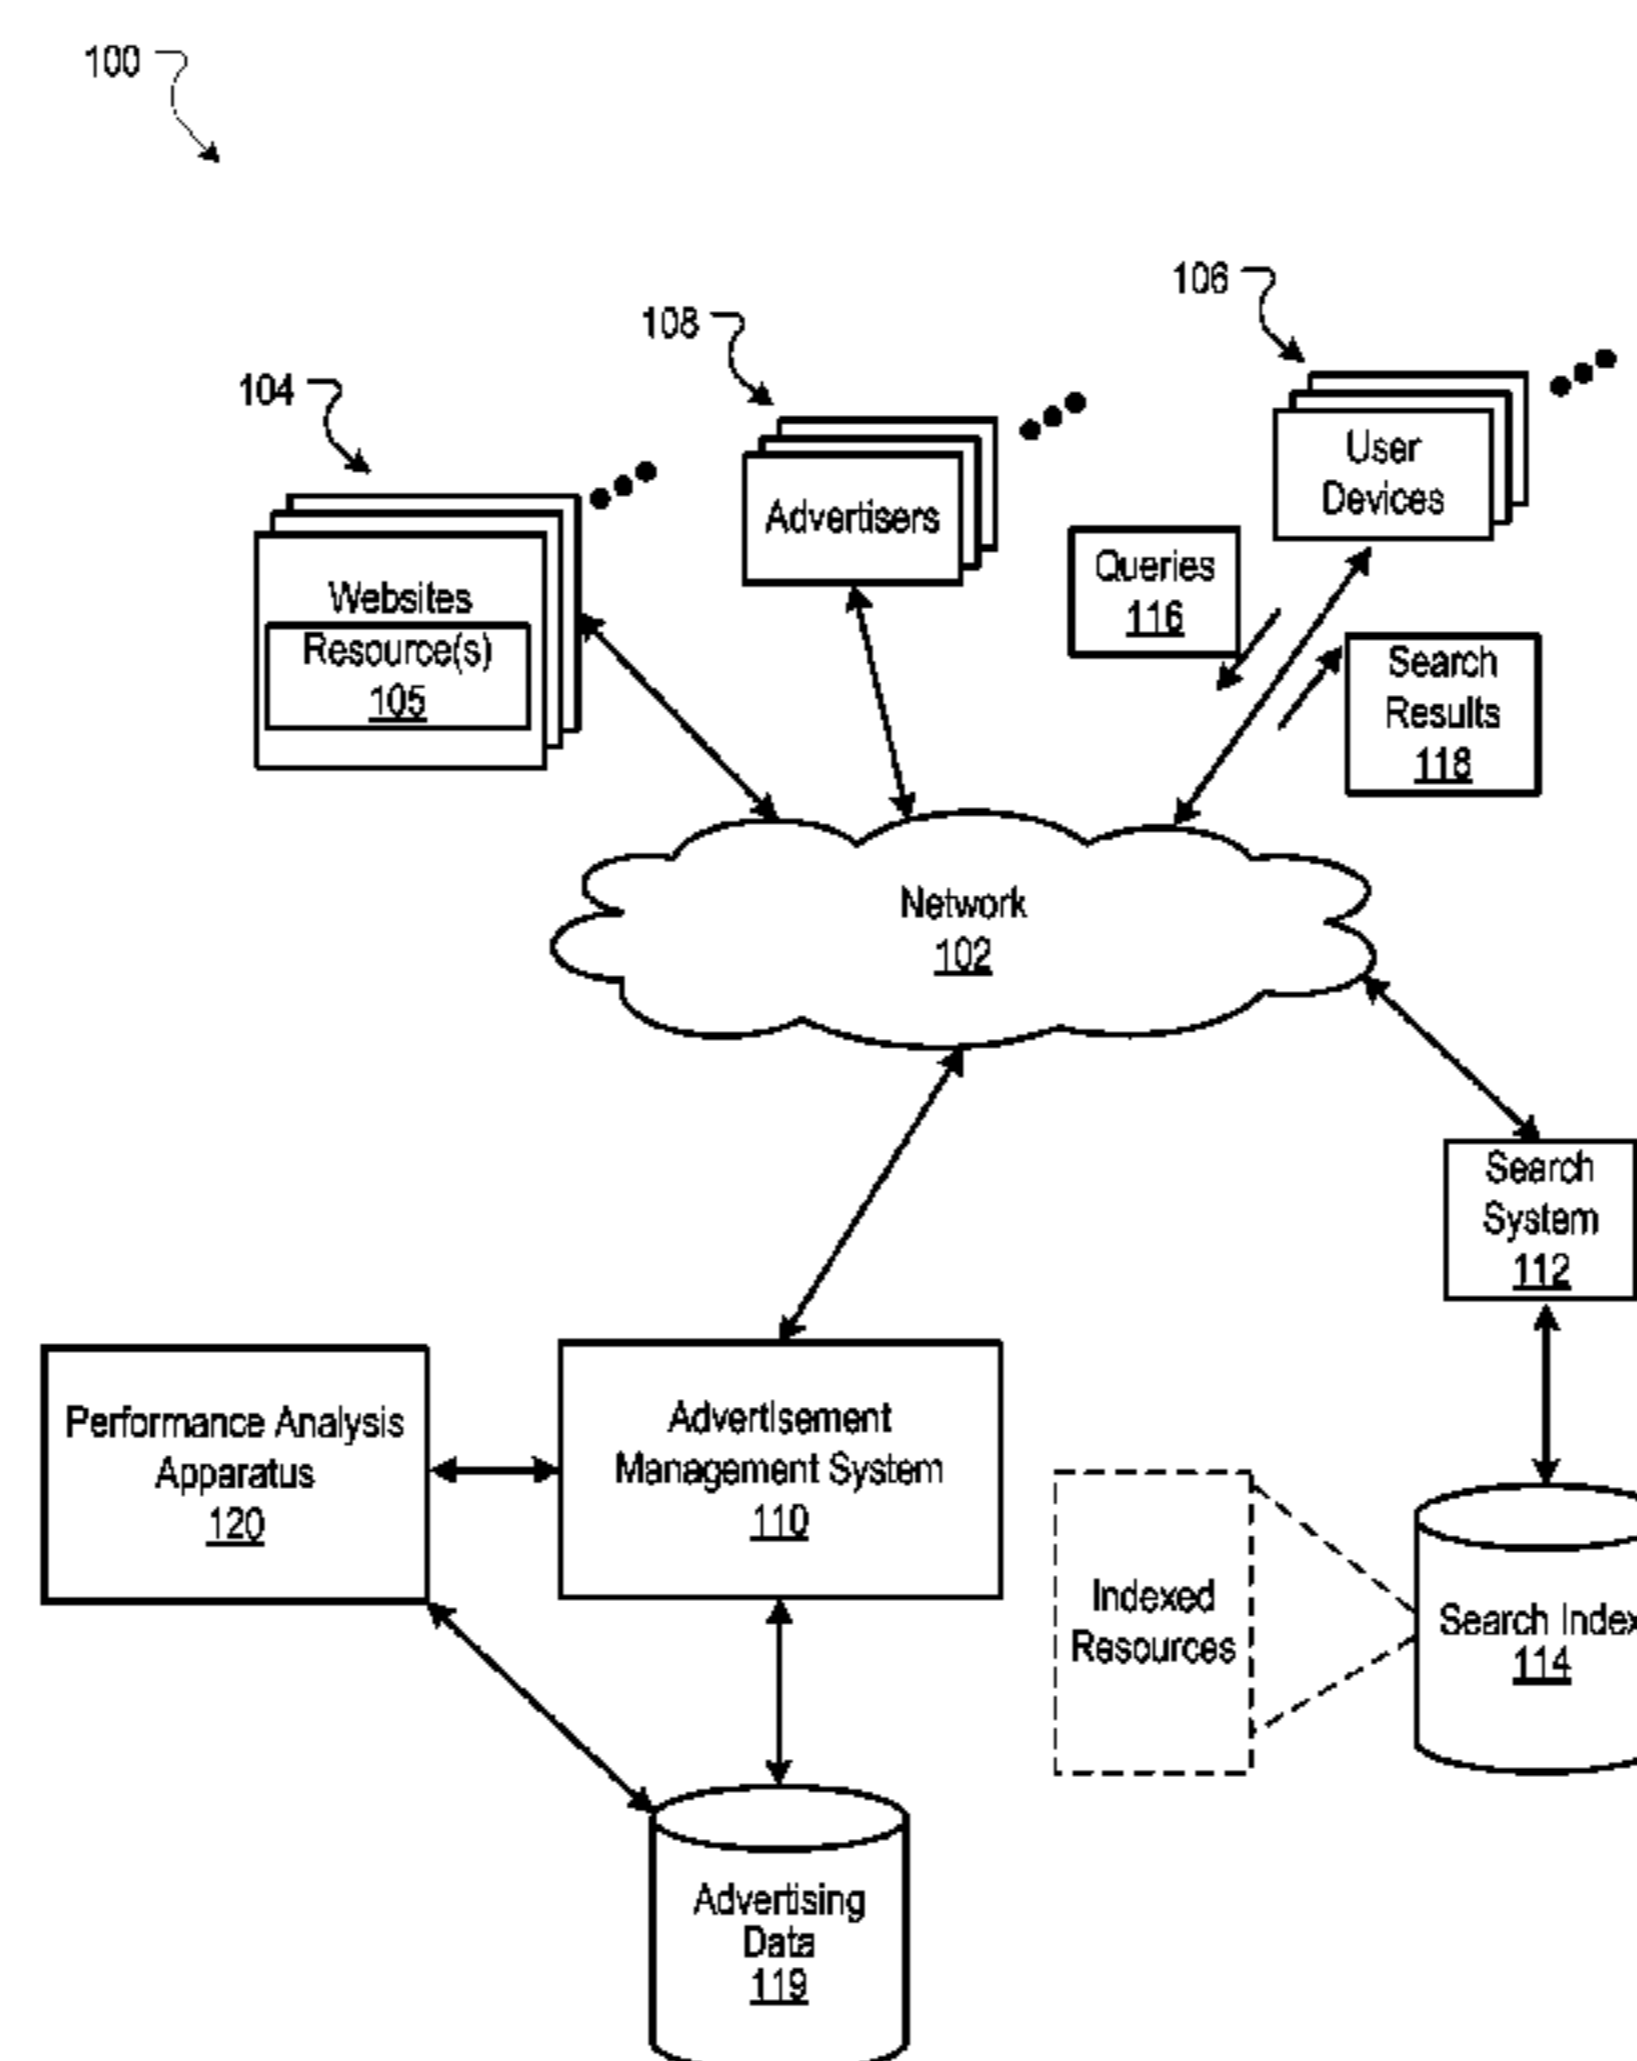 100
106
108
104
User
Devices
Advertisers
Queries
116
Websites
Resource(s)
105
Search
Results
118
Network
102
Search
System
112
Performance Analysis
Apparatus
120
Advertisement
Management System
110
Indexed
Resources
Search Index
114
Advertising
Data
119